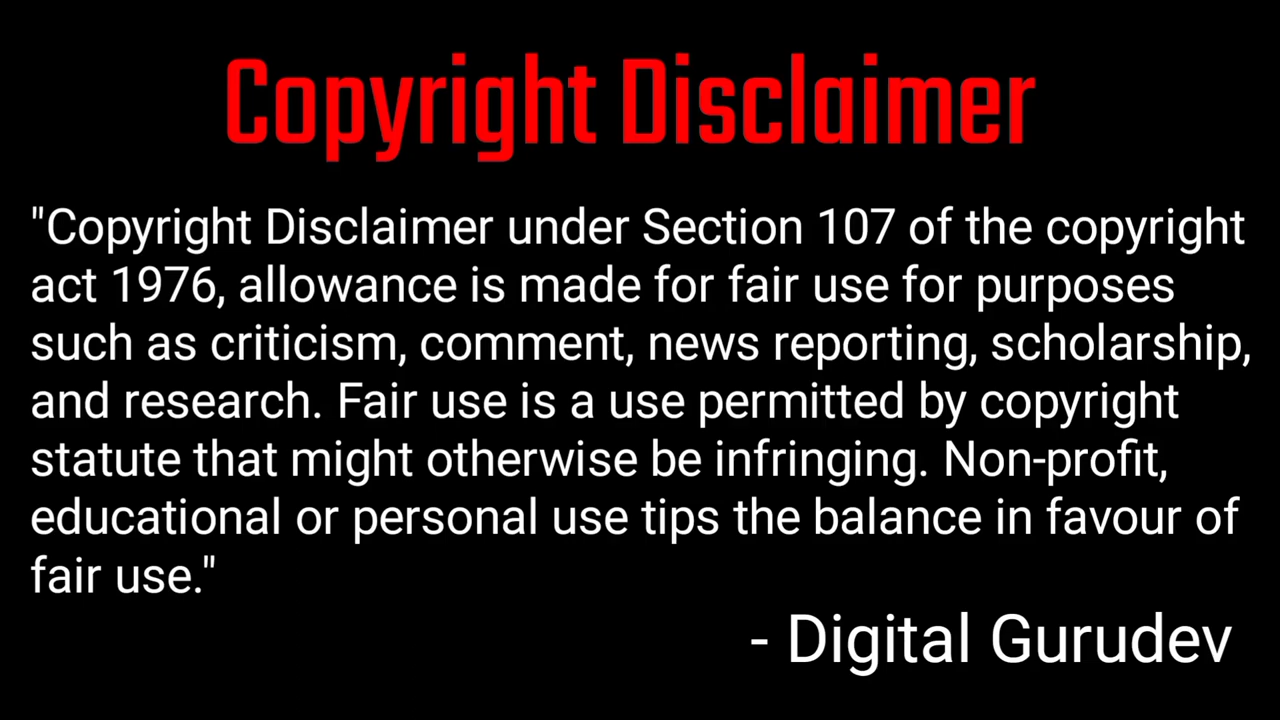 Copyright Disclaimer
"Copyright Disclaimer under Section 107 of the copyright
act 1976, allowance is made for fair use for purposes
such as criticism, comment, news reporting, scholarship,
and research. Fair use is a use permitted by copyright
statute that might otherwise be infringing. Non-profit,
educational or personal use tips the balance in favour of
fair use."
- Digital Gurudev